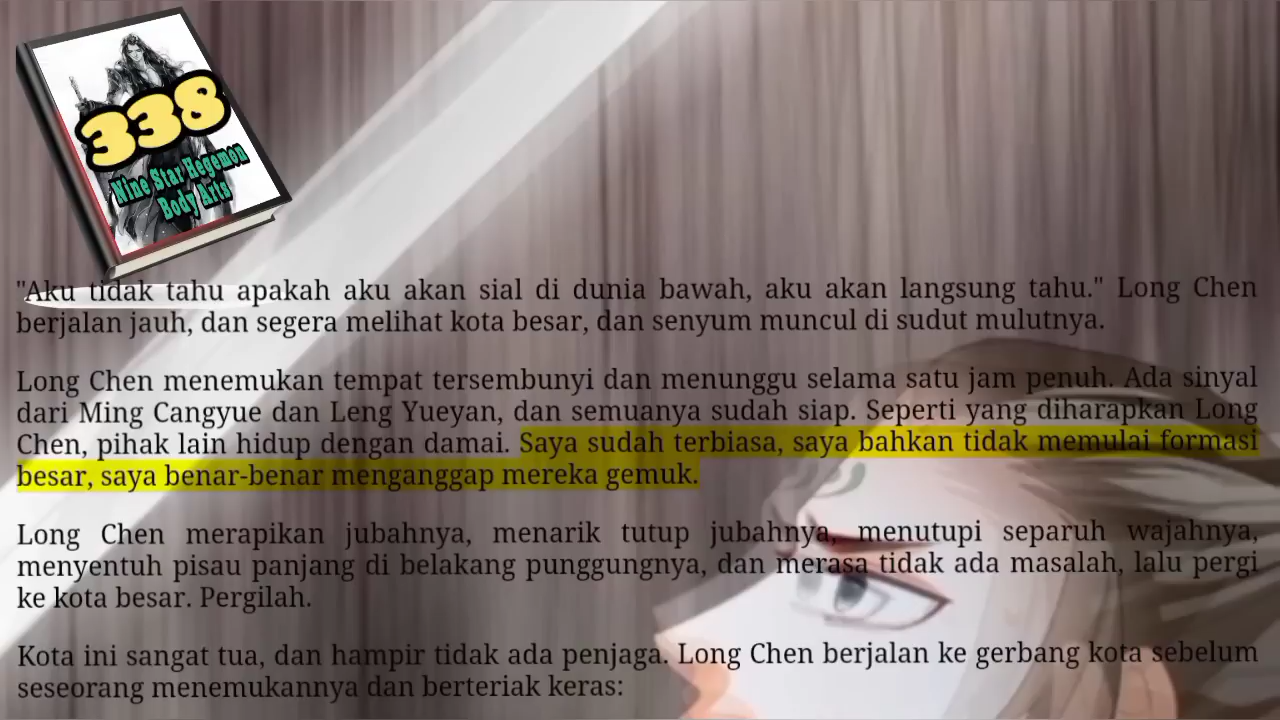 338
Nine Star Hegemon
Body Arts
"Aku tidak tahu apakah aku akan sial di dunia bawah, aku akan langsung tahu." Long Chen
berjalan jauh, dan segera melihat kota besar, dan senyum muncul di sudut mulutnya.
Long Chen menemukan tempat tersembunyi dan menunggu selama satu jam penuh. Ada sinyal
dari Ming Cangyue dan Leng Yueyan, dan semuanya sudah siap. Seperti yang diharapkan Long
Chen, pihak lain hidup dengan damai. Saya sudah terbiasa, saya bahkan tidak memulai formasi
besar, saya benar-benar menganggap mereka gemuk.
Long Chen merapikan jubahnya, menarik tutup jubahnya, menutupi separuh wajahnya,
menyentuh pisau panjang di belakang punggungnya, dan merasa tidak ada masalah, lalu pergi
ke kota besar. Pergilah.
Kota ini sangat tua, dan hampir tidak ada penjaga. Long Chen berjalan ke gerbang kota sebelum
seseorang menemukannya dan berteriak keras: